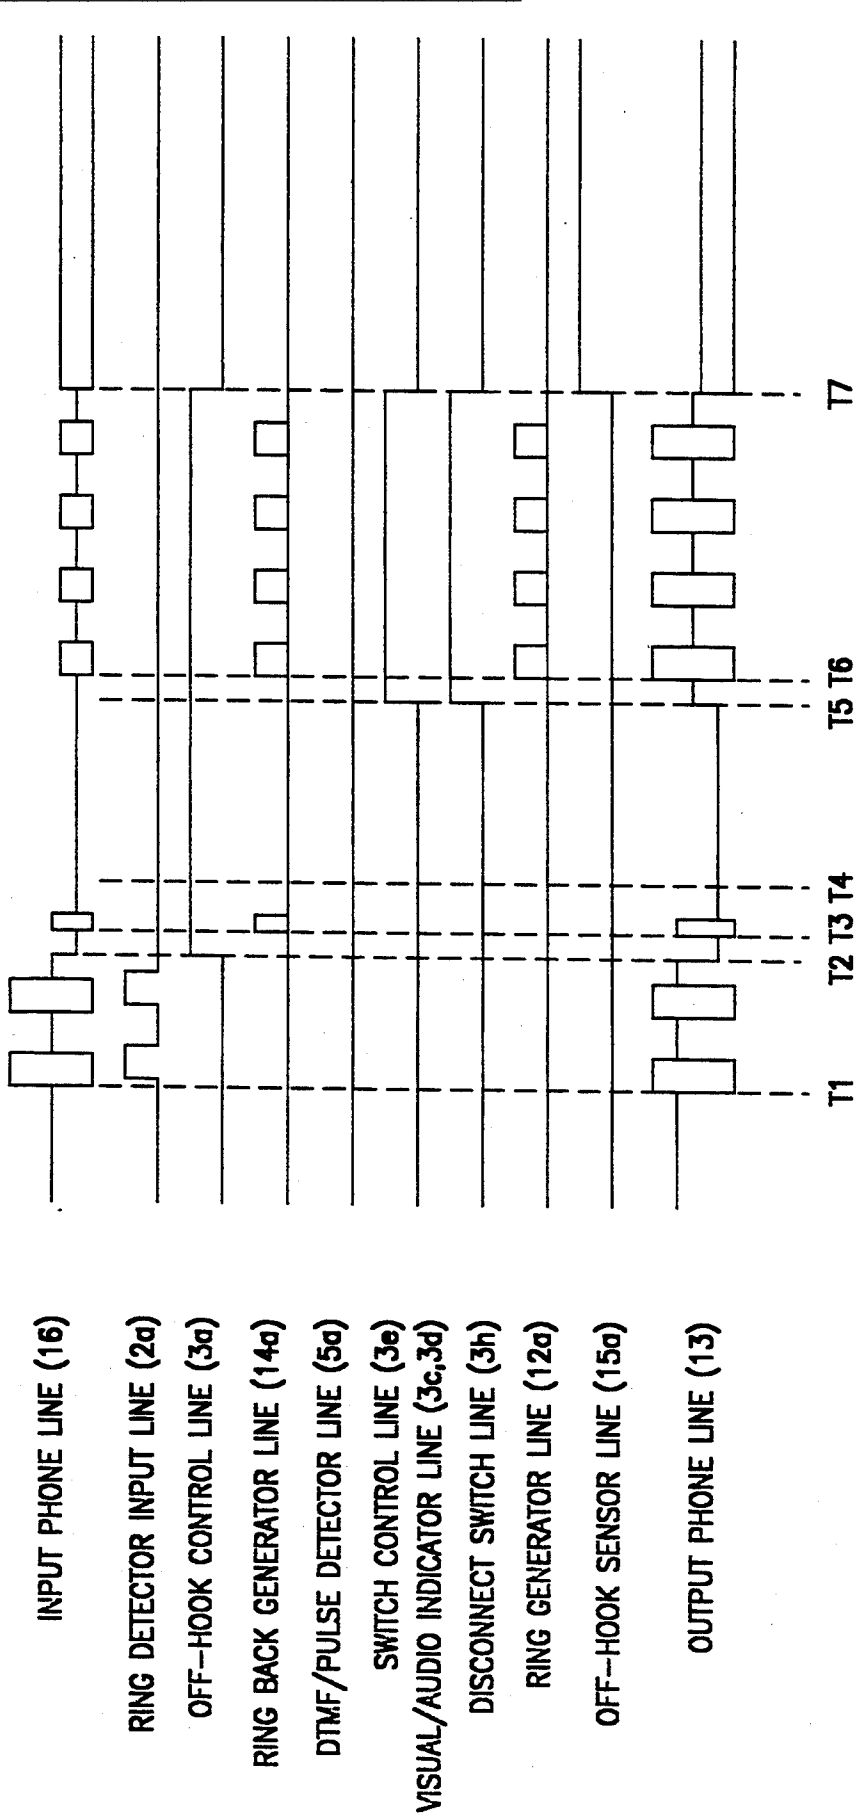 INPUT PHONE LINE (16)
RING DETECTOR INPUT LINE (2a)
OFF-HOOK CONTROL LINE (3a)
RING BACK GENERATOR LINE (14a)
DTMF/PULSE DETECTOR LINE (5a)
SWITCH CONTROL LINE (3e)
VISUAL/AUDIO INDICATOR LINE (3c,3d)
DISCONNECT SWITCH LINE (3h)
RING GENERATOR LINE (12a)
OFF-HOOK SENSOR LINE (15a)
OUTPUT PHONE LINE (13)
T1 T2 T3 T4 T5 T6 T7